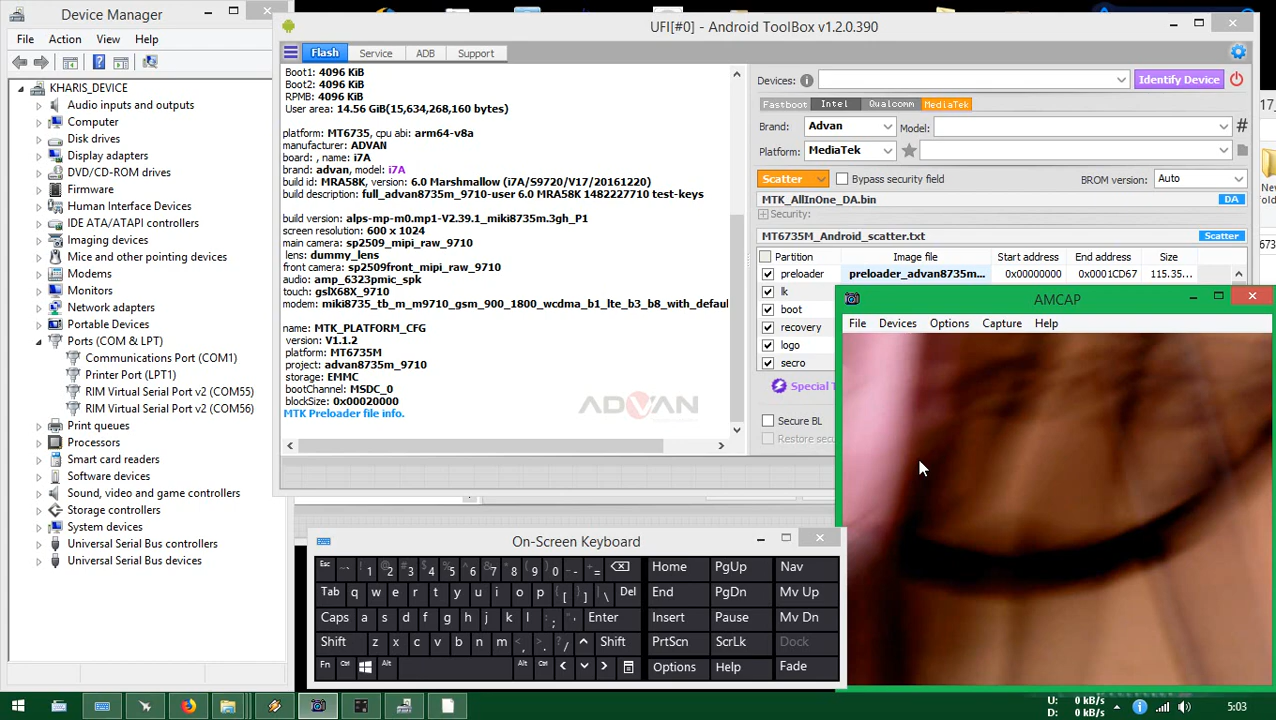 Device Manager
File Action View Help
KHARIS_DEVICE
Audio inputs and outputs
Computer
Disk drives
Display adapters
DVD/CD-ROM drives
Firmware
Human Interface Devices
IDE ATA/ATAPI controllers
Imaging devices
Mice and other pointing devices
Modems
Monitors
Network adapters
Portable Devices
Ports (COM & LPT)
Communications Port (COM1)
Printer Port (LPT1)
RIM Virtual Serial Port v2 (COM55)
RIM Virtual Serial Port v2 (COM56)
Print queues
Processors
Smart card readers
Software devices
Sound, video and game controllers
Storage controllers
System devices
Universal Serial Bus controllers
Universal Serial Bus devices
UFI[#0] - Android ToolBox v1.2.0.390
Flash Service ADB Support
Boot1: 4096 KiB
Boot2: 4096 KiB
RPMB: 4096 KiB
User area: 14.56 GiB(15,634,268,160 bytes)
platform: MT6735, cpu abi: arm64-v8a
manufacturer: ADVAN
board: , name: i7A
brand: advan, model: i7A
build id: MRA58K, version: 6.0 Marshmallow (i7A/S9720/V17/20161220)
build description: full_advan8735m_9710-user 6.0 MRA58K 1482227710 test-keys
build version: alps-mp-m0.mp1-V2.39.1_miki8735m.3gh_P1
screen resolution: 600 x 1024
main camera: sp2509_mipi_raw_9710
lens: dummy_lens
front camera: sp2509front_mipi_raw_9710
audio: amp_6323pmic_spk
touch: gslX68X_9710
modem: miki8735_tb_m_m9710_gsm_900_1800_wcdma_b1_lte_b3_b8_with_defaul
name: MTK_PLATFORM_CFG
version: V1.1.2
platform: MT6735M
project: advan8735m_9710
storage: EMMC
bootChannel: MSDC_0
blockSize: 0x00020000
MTK Preloader file info.
ADVAN
Devices: Identify Device
Fastboot Intel Qualcomm MediaTek
Brand: Advan Model: #
Platform: MediaTek
Scatter Bypass security field BROM version: Auto
MTK_AllInOne_DA.bin DA
Security:
MT6735M_Android_scatter.txt Scatter
Partition Image file Start address End address Size
preloader preloader_advan8735m... 0x00000000 0x0001CD67 115.35...
lk
boot
recovery
logo
secro
Special T
Secure BL
Restore secu
New
Fold
673
AMCAP
File Devices Options Capture Help
On-Screen Keyboard
Esc ~ ` ! 1 @ 2 # 3 $ 4 % 5 ^ 6 & 7 * 8 ( 9 ) 0 _ - + = Home PgUp Nav
Tab q w e r t y u i o p { [ } ] | \ Del End PgDn Mv Up
Caps a s d f g h j k l : ; " ' Enter Insert Pause Mv Dn
Shift z x c v b n m < , > . ? / Shift PrtScn ScrLk Dock
Fn Ctrl Alt Alt Ctrl Options Help Fade
U: 0 kB/s
D: 0 kB/s
5:03